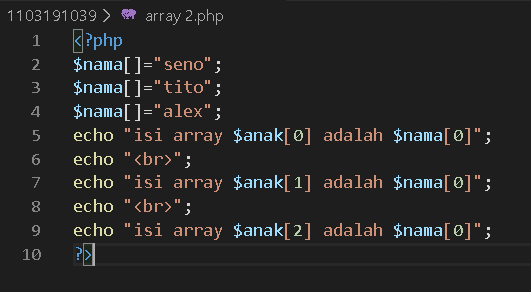 1103191039 > array 2.php
1 <?php
2 $nama[]="seno";
3 $nama[]="tito";
4 $nama[]="alex";
5 echo "isi array $anak[0] adalah $nama[0]";
6 echo "<br>";
7 echo "isi array $anak[1] adalah $nama[0]";
8 echo "<br>";
9 echo "isi array $anak[2] adalah $nama[0]";
10 ?>